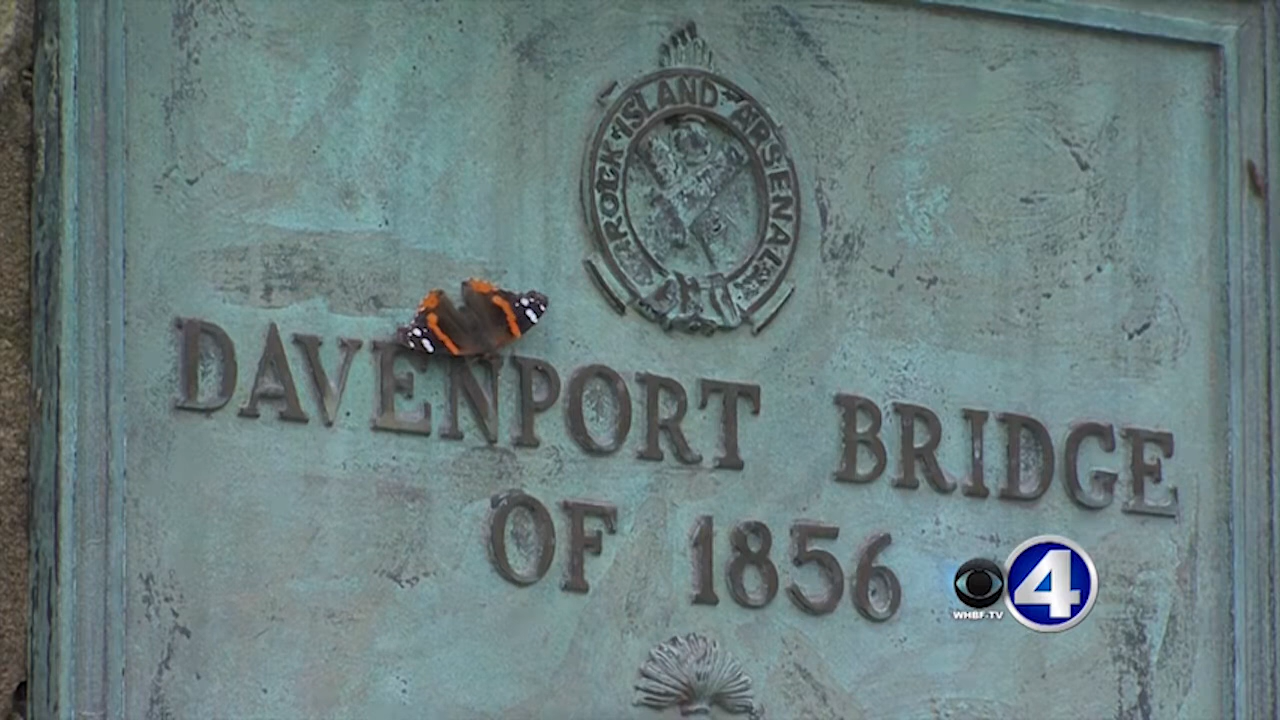 ROCK ISLAND ARSENAL
DAVENPORT BRIDGE
OF 1856
4
WHBF-TV